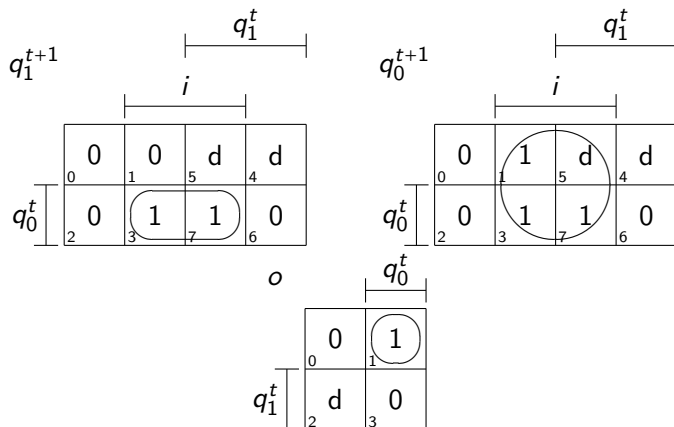 q_1^t q_1^t
q_1^{t+1} q_0^{t+1}
i i
0 0 d d 0 1 d d
0 1 5 4 0 1 5 4
q_0^t 0 1 1 0 q_0^t 0 1 1 0
2 3 7 6 2 3 7 6
o q_0^t
0 1
0 1
q_1^t d 0
2 3